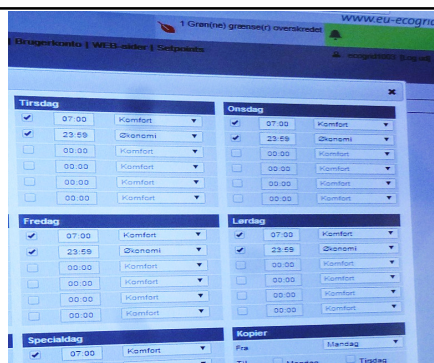 www.eu-ecogrid
1 Grøn(ne) grænse(r) overskredet
| Brugerkonto | WEB-sider | Setpoints
Tirsdag
07:00 Komfort
23:59 Økonomi
00:00 Komfort
00:00 Komfort
00:00 Komfort
00:00 Komfort
Onsdag
07:00 Komfort
23:59 Økonomi
00:00 Komfort
00:00 Komfort
00:00 Komfort
00:00 Komfort
Fredag
07:00 Komfort
23:59 Økonomi
00:00 Komfort
00:00 Komfort
00:00 Komfort
00:00 Komfort
Lørdag
07:00 Komfort
23:59 Økonomi
00:00 Komfort
00:00 Komfort
00:00 Komfort
00:00 Komfort
Specialdag
07:00 Komfort
Kopier
Fra Mandag
Til Mandag Tirsdag